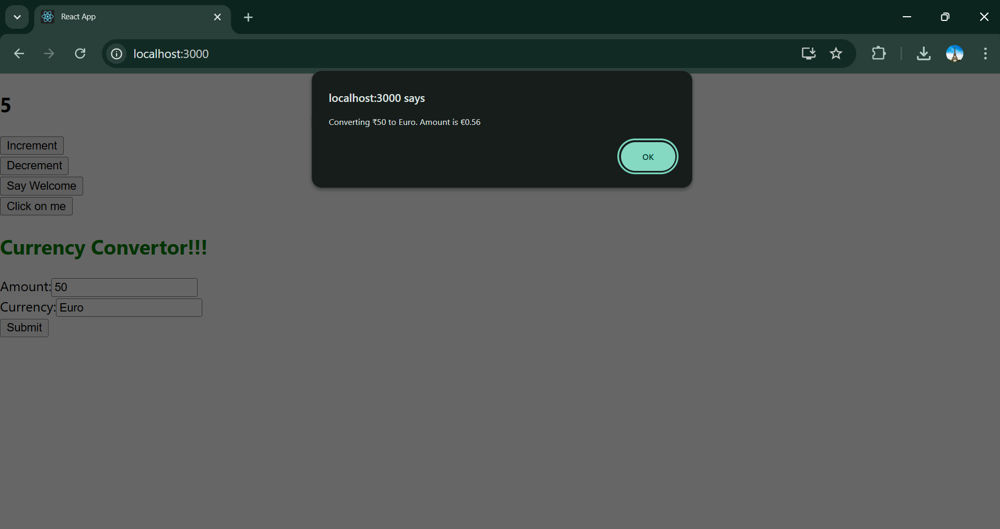 React App
localhost:3000
localhost:3000 says
Converting ₹50 to Euro. Amount is €0.56
OK
5
Increment
Decrement
Say Welcome
Click on me
Currency Convertor!!!
Amount: 50
Currency: Euro
Submit